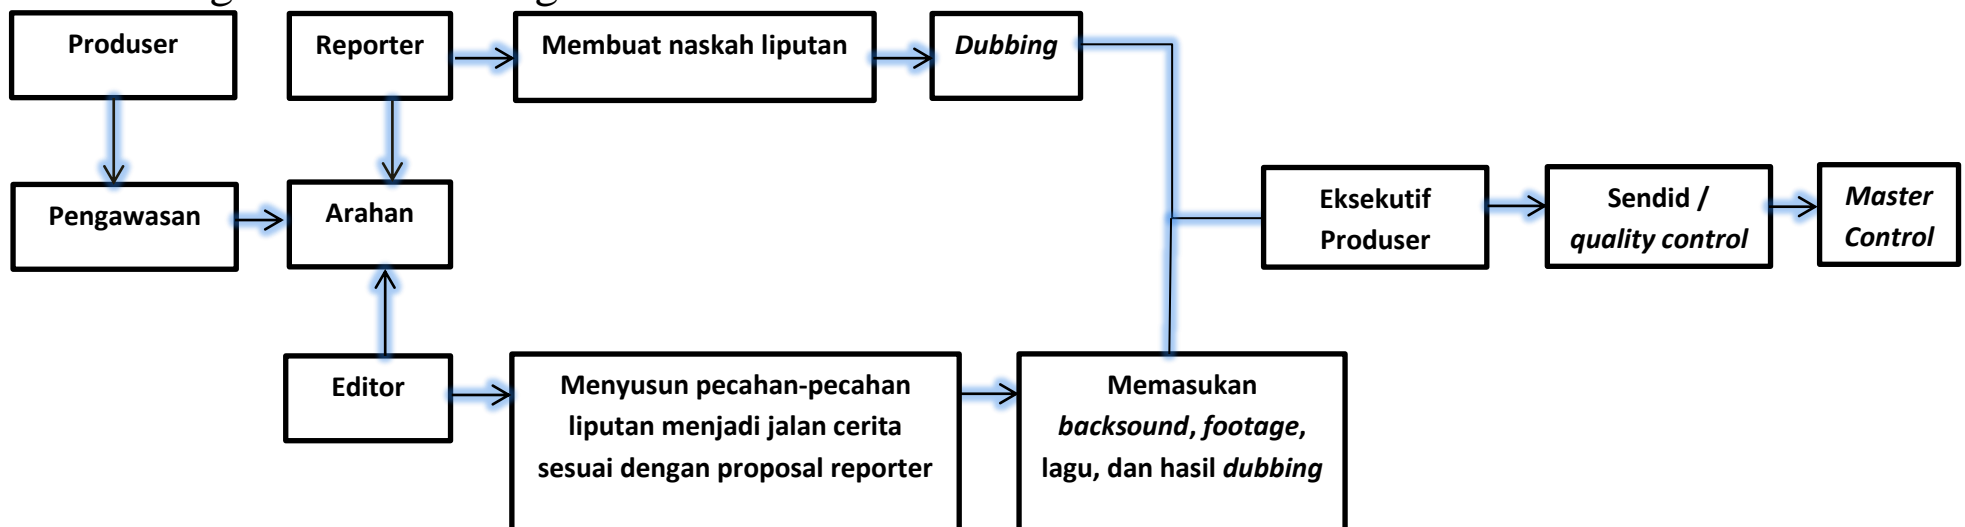 Produser
Reporter
Membuat naskah liputan
Dubbing
Pengawasan
Arahan
Eksekutif
Produser
Sendid /
quality control
Master
Control
Editor
Menyusun pecahan-pecahan
liputan menjadi jalan cerita
sesuai dengan proposal reporter
Memasukan
backsound, footage,
lagu, dan hasil dubbing